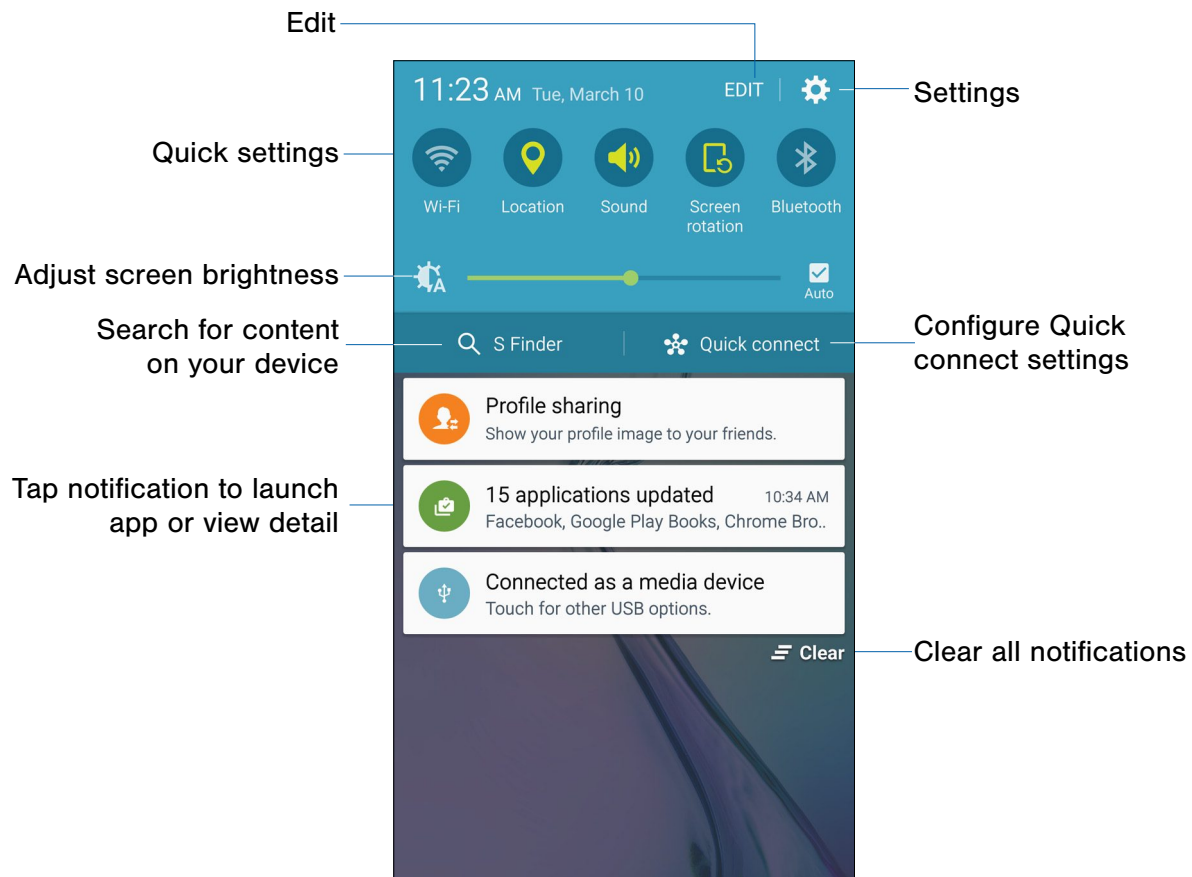 Edit
11:23 AM Tue, March 10 EDIT
Settings
Quick settings
Wi-Fi
Location
Sound
Screen
rotation
Bluetooth
Adjust screen brightness
A
Auto
Search for content
on your device
S Finder
Quick connect
Configure Quick
connect settings
Profile sharing
Show your profile image to your friends.
Tap notification to launch
app or view detail
15 applications updated 10:34 AM
Facebook, Google Play Books, Chrome Bro..
Connected as a media device
Touch for other USB options.
Clear
Clear all notifications